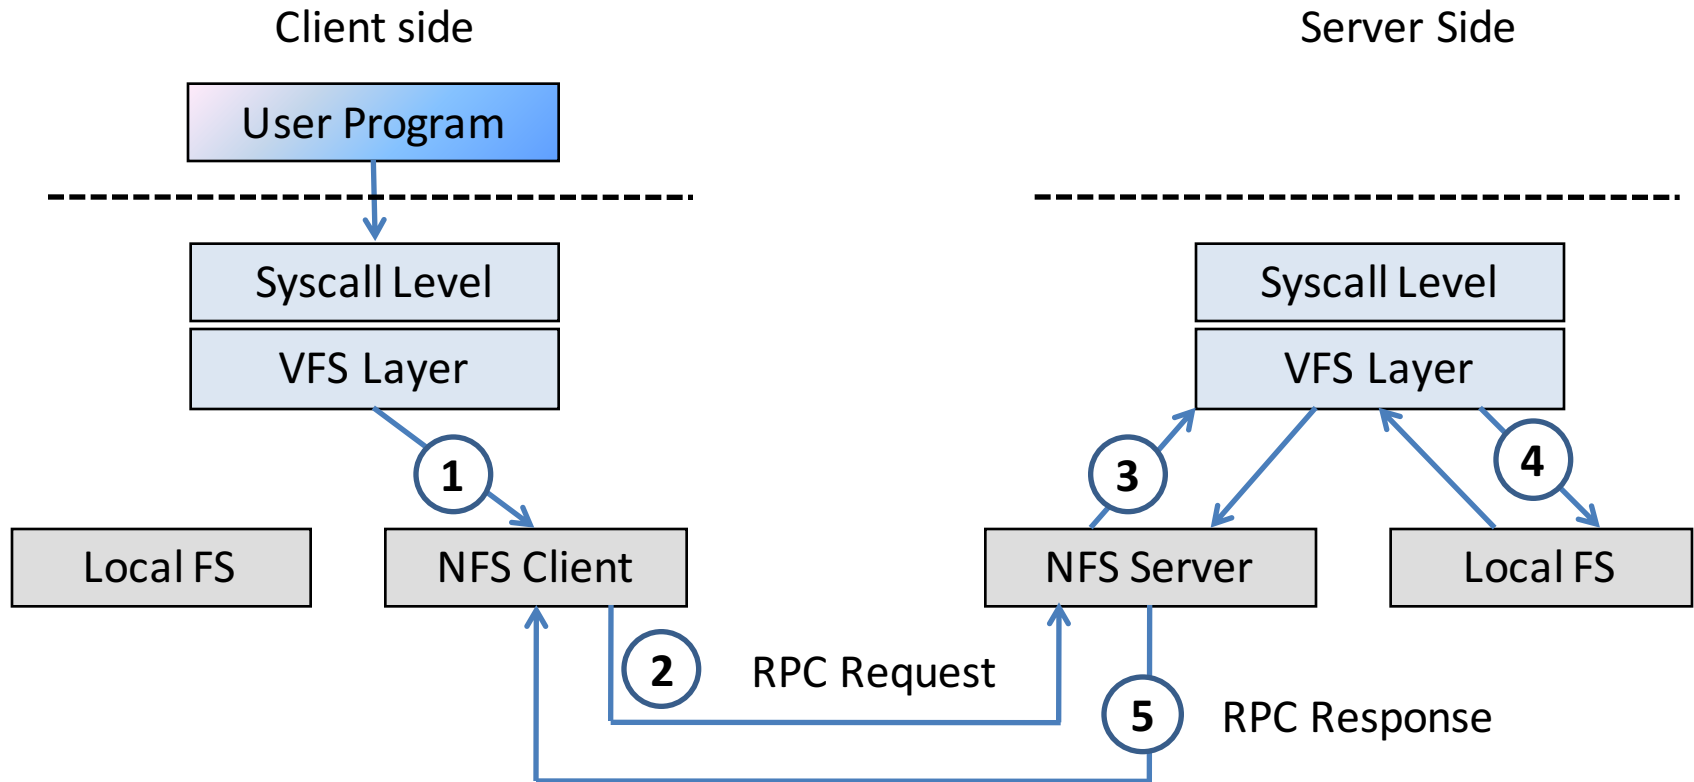 Client side
Server Side
User Program
Syscall Level
Syscall Level
VFS Layer
VFS Layer
1
3
4
Local FS
NFS Client
NFS Server
Local FS
2
RPC Request
5
RPC Response